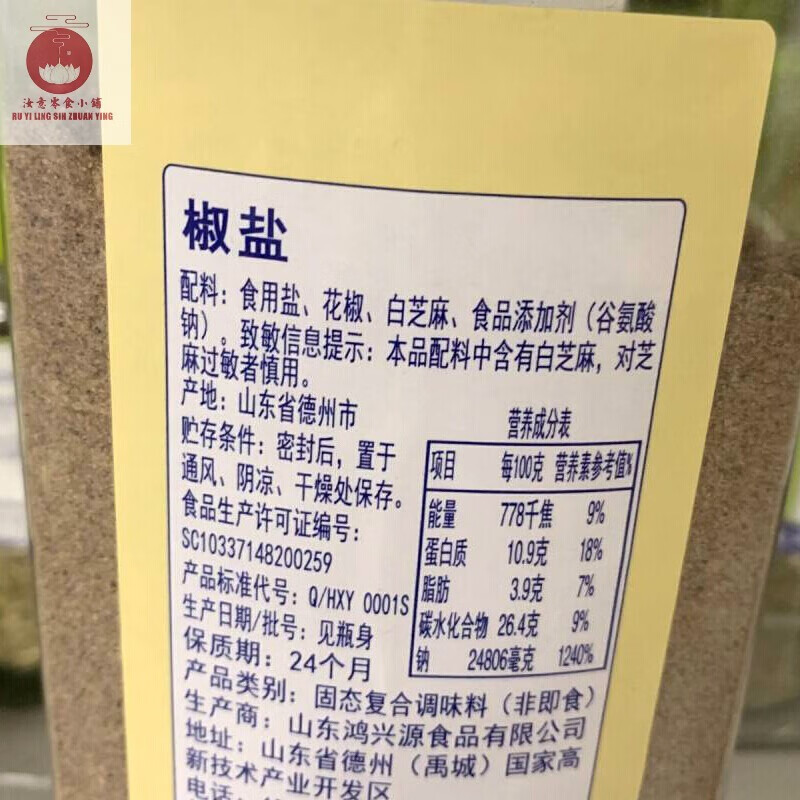 汝意零食小铺
RU YI LING SIH ZHUAN YING
椒盐
配料：食用盐、花椒、白芝麻、食品添加剂（谷氨酸
钠）。致敏信息提示：本品配料中含有白芝麻，对芝
麻过敏者慎用。
产地：山东省德州市
贮存条件：密封后，置于
通风、阴凉、干燥处保存。
食品生产许可证编号：
SC10337148200259
产品标准代号：Q/HXY 0001S
生产日期/批号：见瓶身
保质期：24个月
营养成分表
项目 每100克 营养素参考值%
能量 778千焦 9%
蛋白质 10.9克 18%
脂肪 3.9克 7%
碳水化合物 26.4克 9%
钠 24806毫克 1240%
产品类别：固态复合调味料（非即食）
生产商：山东鸿兴源食品有限公司
地址：山东省德州（禹城）国家高
新技术产业开发区
电话：